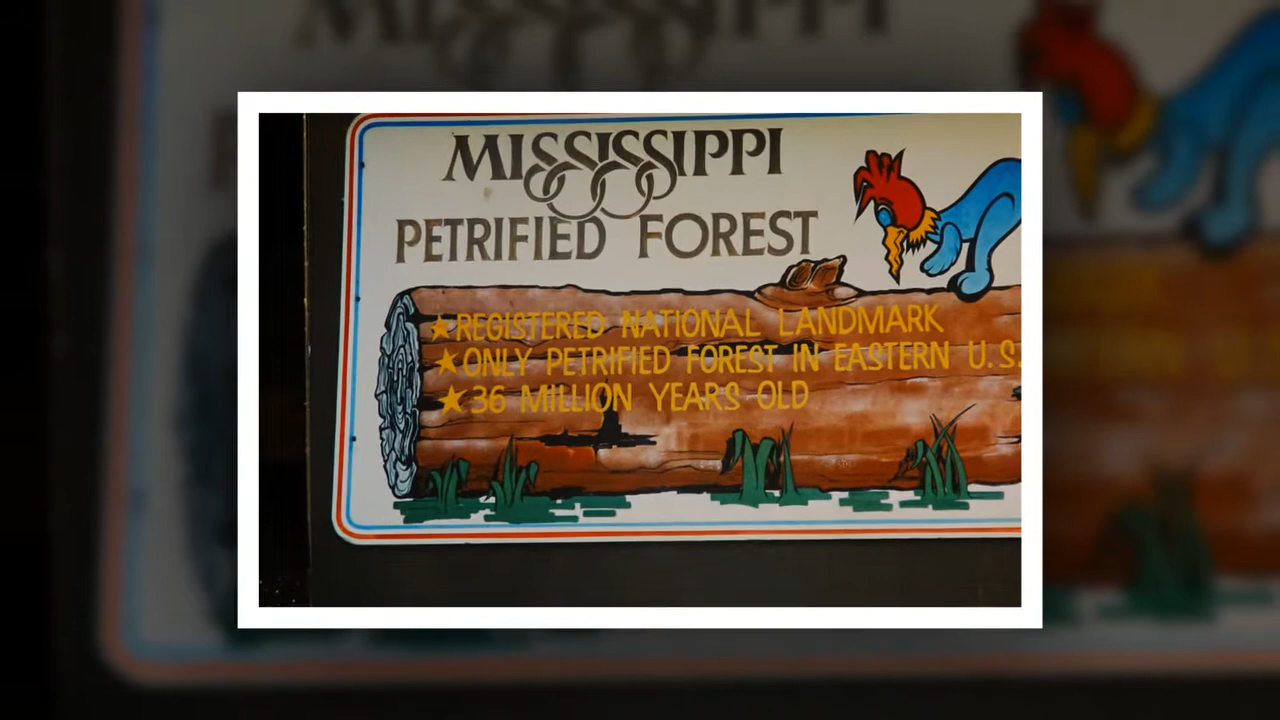 MISSISSIPPI
PETRIFIED FOREST
★REGISTERED NATIONAL LANDMARK
★ONLY PETRIFIED FOREST IN EASTERN U.S.
★36 MILLION YEARS OLD